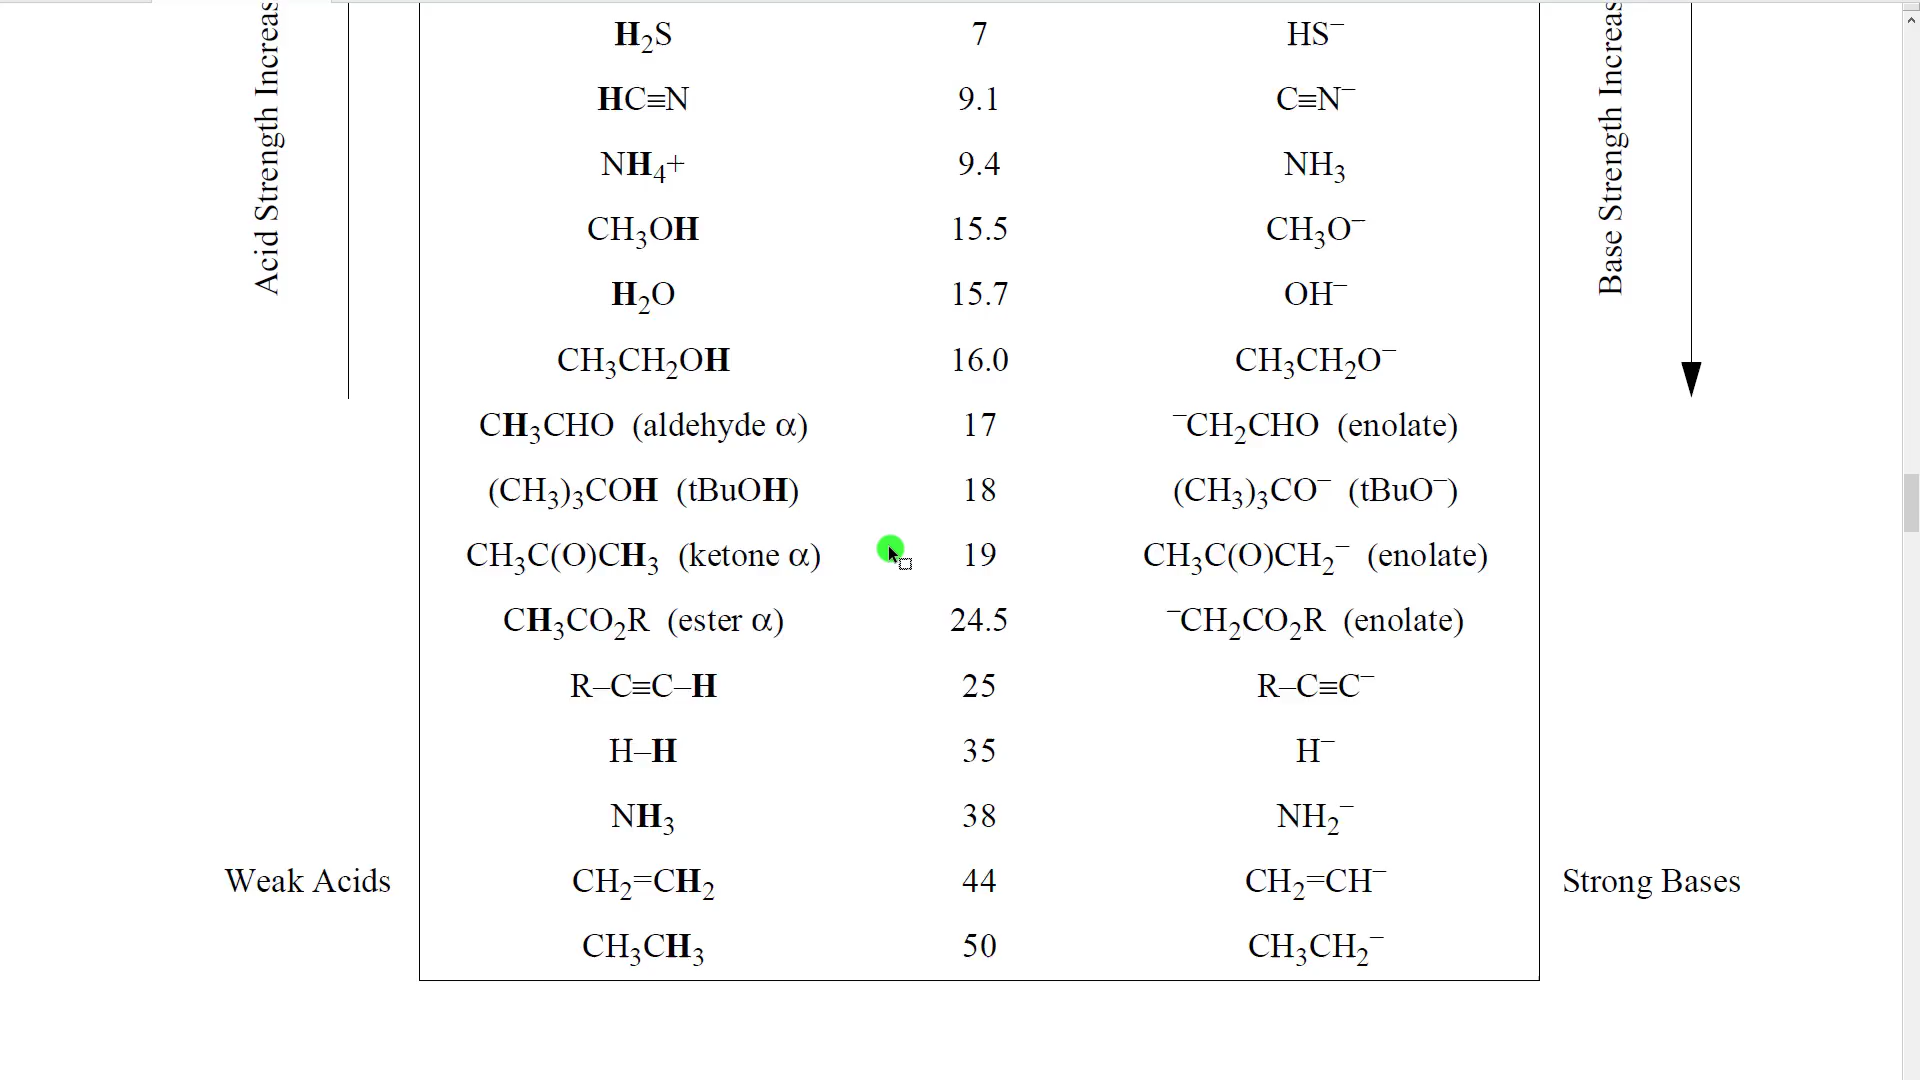 Acid Strength Increas
Base Strength Increas
H₂S 7 HS⁻
HC≡N 9.1 C≡N⁻
NH₄+ 9.4 NH₃
CH₃OH 15.5 CH₃O⁻
H₂O 15.7 OH⁻
CH₃CH₂OH 16.0 CH₃CH₂O⁻
CH₃CHO (aldehyde α) 17 ⁻CH₂CHO (enolate)
(CH₃)₃COH (tBuOH) 18 (CH₃)₃CO⁻ (tBuO⁻)
CH₃C(O)CH₃ (ketone α) 19 CH₃C(O)CH₂⁻ (enolate)
CH₃CO₂R (ester α) 24.5 ⁻CH₂CO₂R (enolate)
R–C≡C–H 25 R–C≡C⁻
H–H 35 H⁻
NH₃ 38 NH₂⁻
Weak Acids CH₂=CH₂ 44 CH₂=CH⁻ Strong Bases
CH₃CH₃ 50 CH₃CH₂⁻